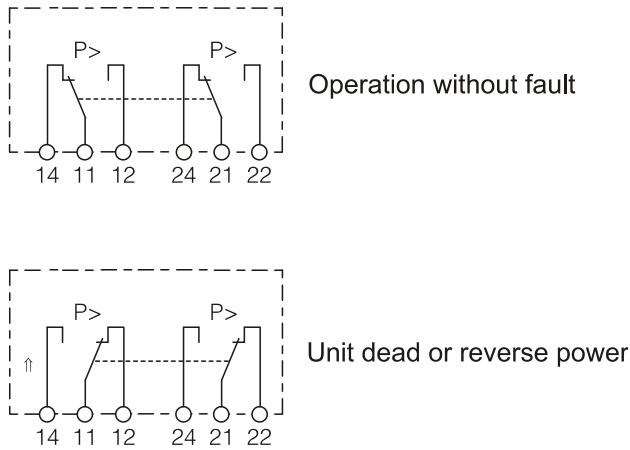 P> P>
Operation without fault
14 11 12 24 21 22
P> P>
⇑
Unit dead or reverse power
14 11 12 24 21 22